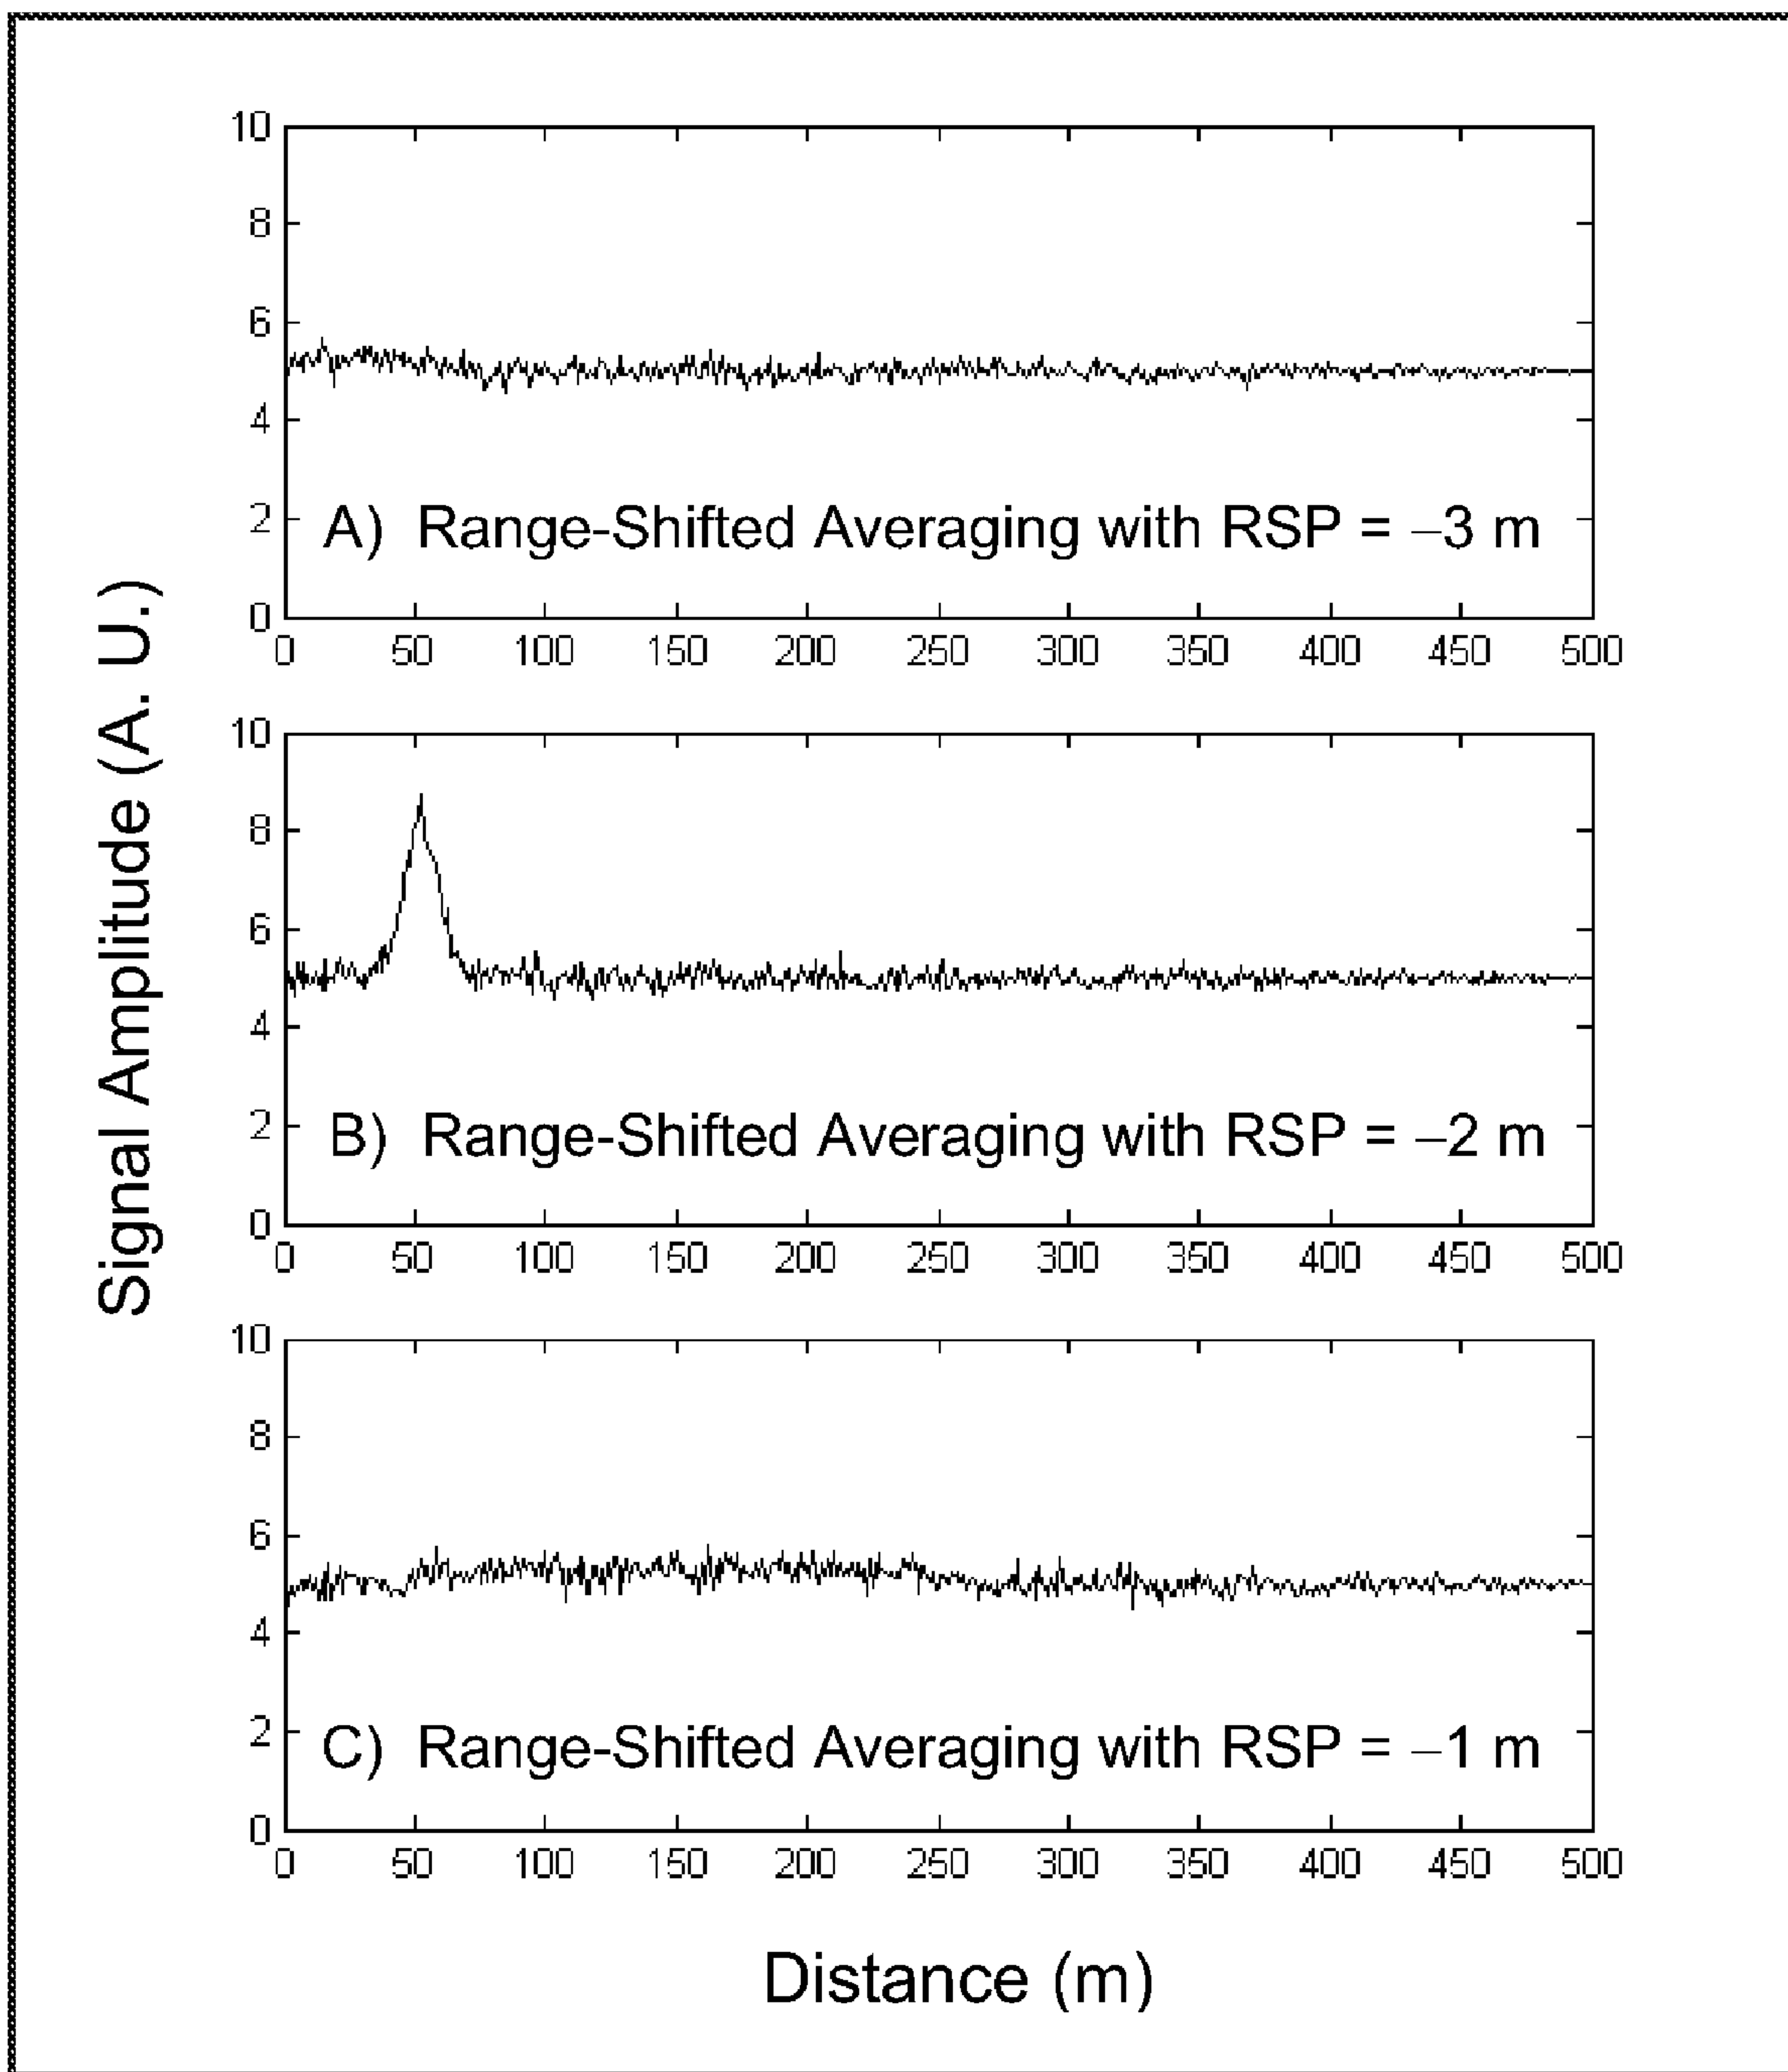 Signal Amplitude (A. U.)
10
8
6
4
2
0
A) Range-Shifted Averaging with RSP = –3 m
0 50 100 150 200 250 300 350 400 450 500
10
8
6
4
2
0
B) Range-Shifted Averaging with RSP = –2 m
0 50 100 150 200 250 300 350 400 450 500
10
8
6
4
2
0
C) Range-Shifted Averaging with RSP = –1 m
0 50 100 150 200 250 300 350 400 450 500
Distance (m)